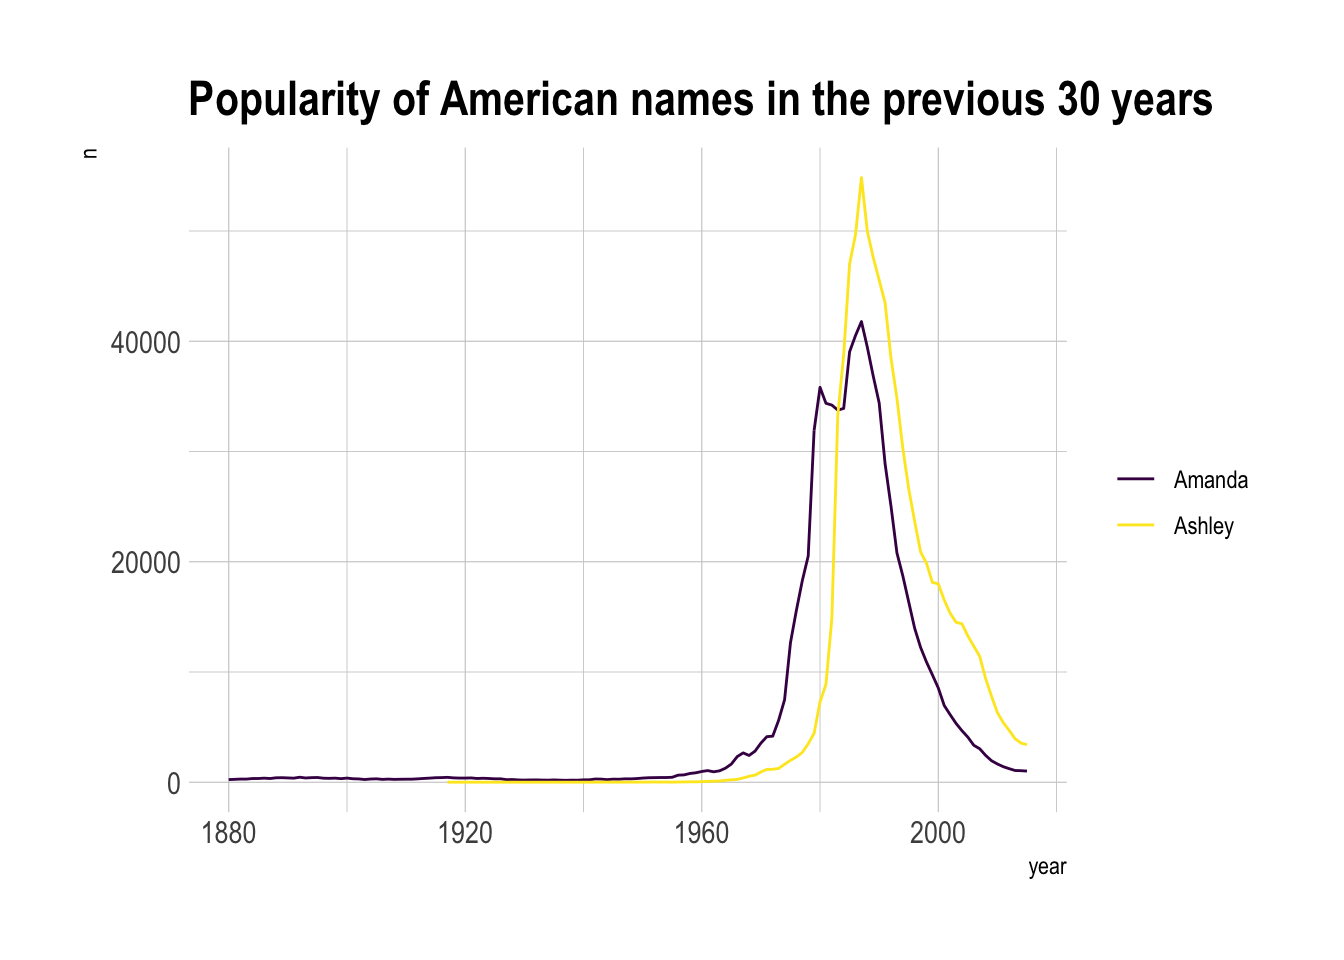 Popularity of American names in the previous 30 years
n
40000
20000
0
1880 1920 1960 2000
year
Amanda
Ashley